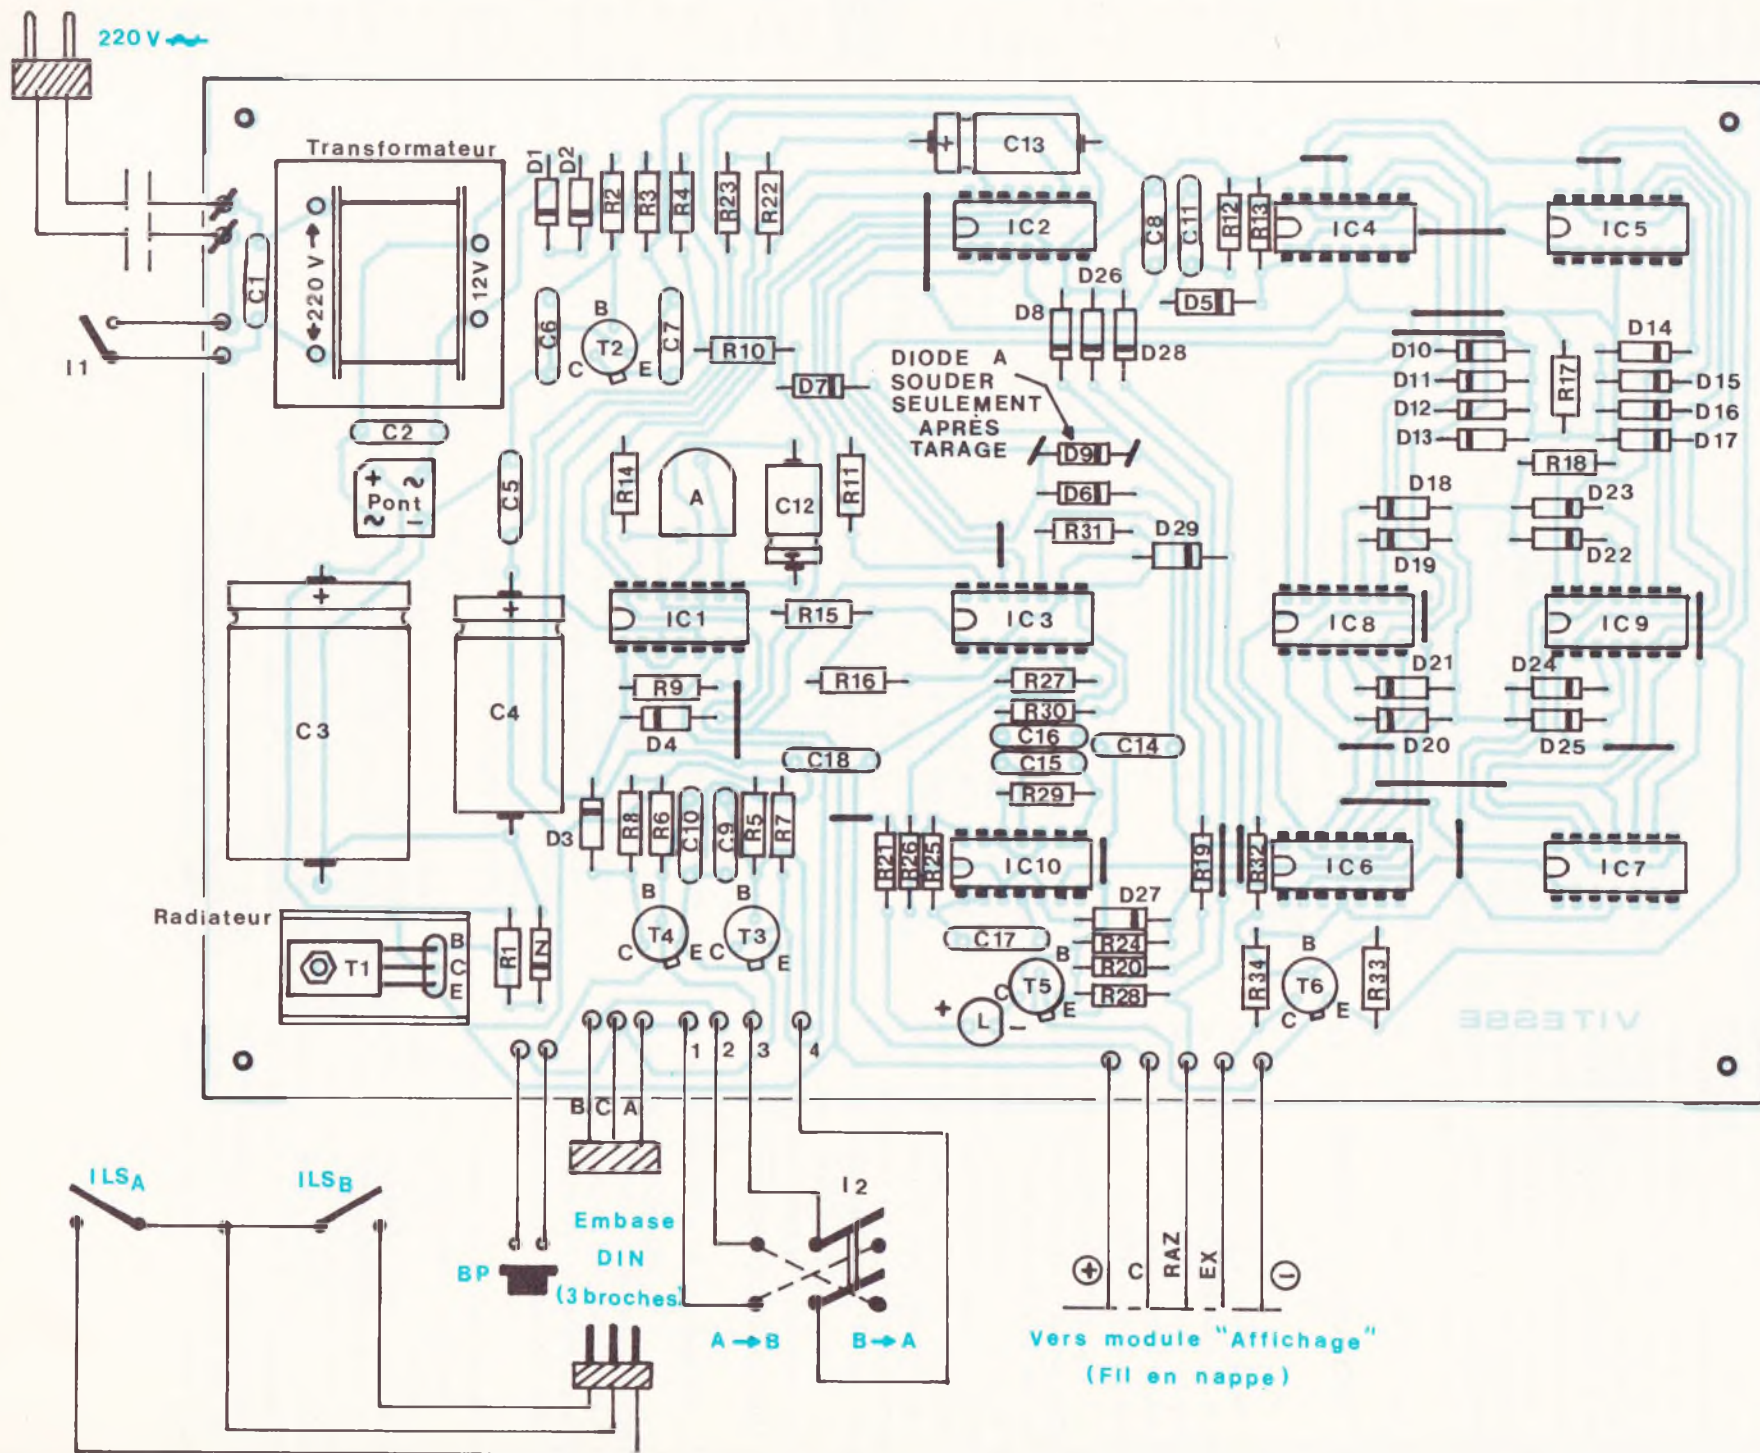 220 V
Transformateur
220 V
12V
C1
I1
D1
D2
R2
R3
R4
R23
R22
C13
+
IC2
C8
C11
R12
R13
IC4
IC5
D26
D8
D28
D5
C6
B
T2
C
E
C7
R10
D7
DIODE A
SOUDER
SEULEMENT
APRÈS
TARAGE
D9
D6
R31
D29
D10
D11
D12
D13
R17
D14
D15
D16
D17
R18
D18
D19
D23
D22
C2
+
Pont
-
C5
R14
A
C12
R11
+
C3
+
C4
IC1
R15
IC3
IC8
IC9
R9
D4
R16
R27
R30
C16
C15
C14
R29
C18
D21
D20
D24
D25
D3
R8
R6
C10
C9
R5
R7
R21
R26
R25
IC10
R19
R32
IC6
IC7
Radiateur
T1
B
C
E
R1
Z
B
T4
C
E
B
T3
C
E
C17
D27
R24
R20
R28
B
T5
C
E
+
L
-
R34
B
T6
C
E
R33
VITESSE
1
2
3
4
B C A
ILSA
ILSB
BP
Embase
DIN
(3 broches)
I2
A→B
B→A
+
C
RAZ
EX
-
Vers module "Affichage"
(Fil en nappe)